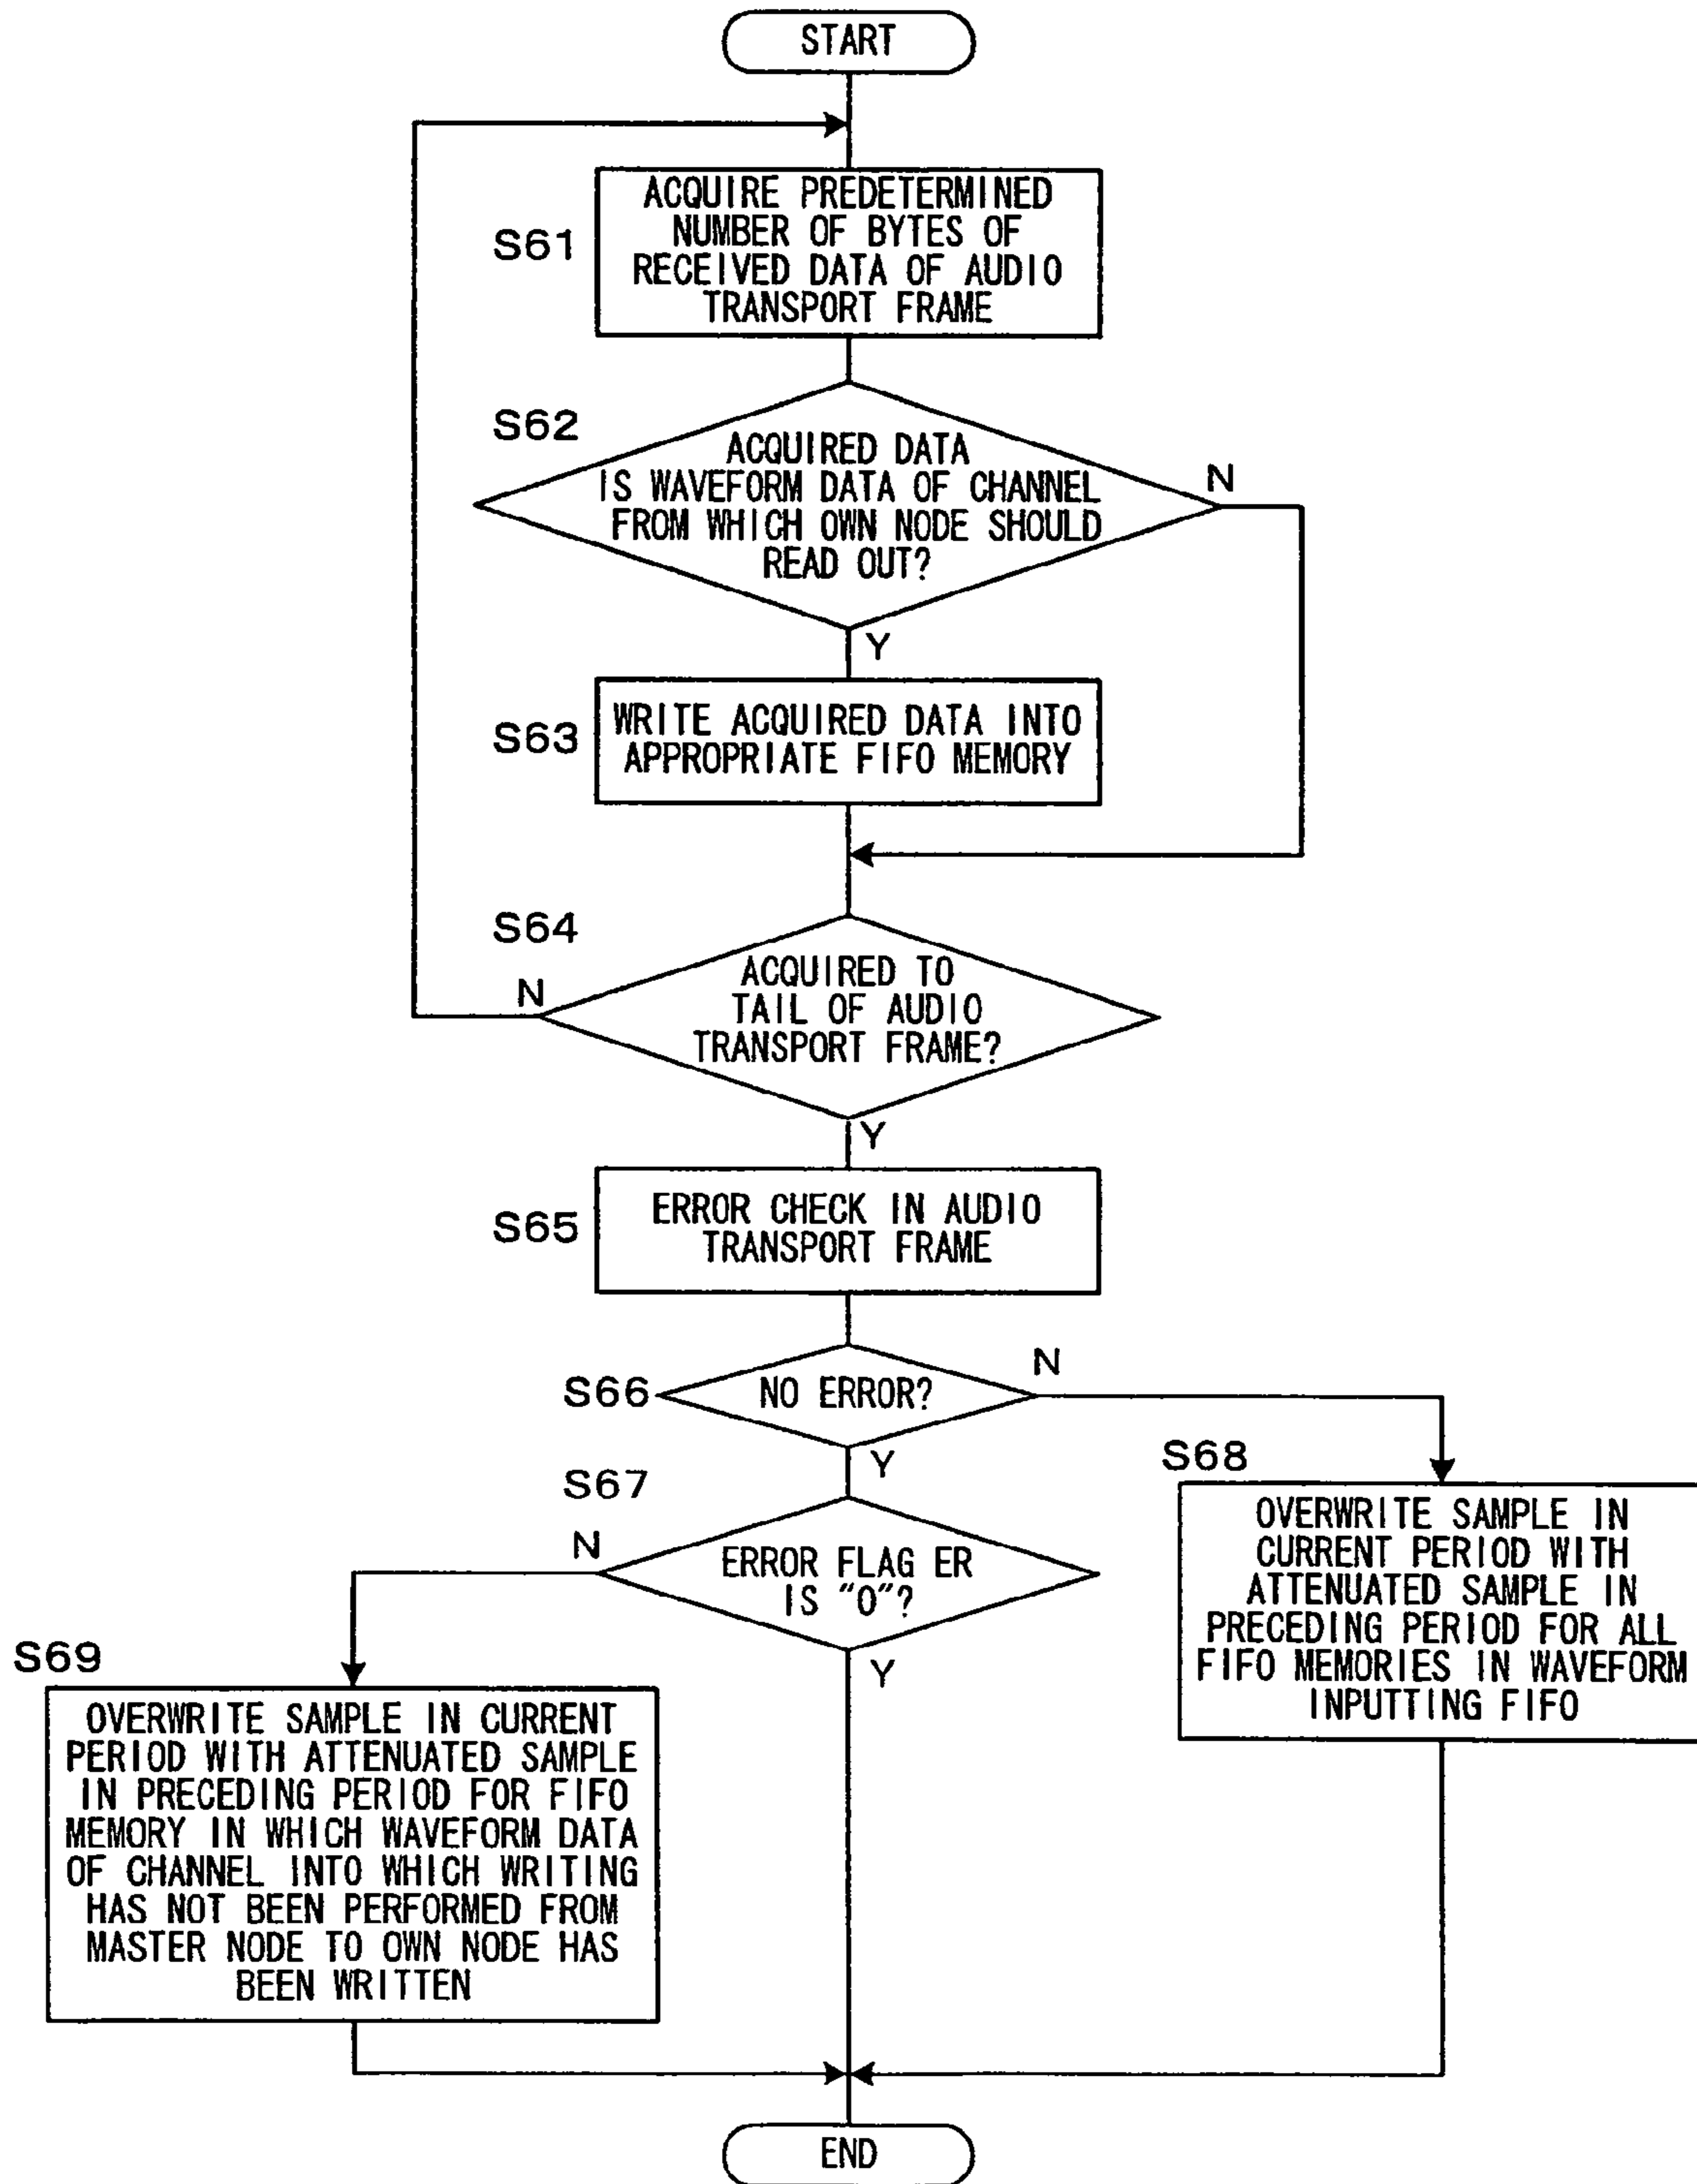 START
S61
ACQUIRE PREDETERMINED
NUMBER OF BYTES OF
RECEIVED DATA OF AUDIO
TRANSPORT FRAME
S62
ACQUIRED DATA
IS WAVEFORM DATA OF CHANNEL
FROM WHICH OWN NODE SHOULD
READ OUT?
N
Y
S63
WRITE ACQUIRED DATA INTO
APPROPRIATE FIFO MEMORY
S64
ACQUIRED TO
TAIL OF AUDIO
TRANSPORT FRAME?
N
Y
S65
ERROR CHECK IN AUDIO
TRANSPORT FRAME
S66
NO ERROR?
N
Y
S67
ERROR FLAG ER
IS "0"?
N
Y
S68
OVERWRITE SAMPLE IN
CURRENT PERIOD WITH
ATTENUATED SAMPLE IN
PRECEDING PERIOD FOR ALL
FIFO MEMORIES IN WAVEFORM
INPUTTING FIFO
S69
OVERWRITE SAMPLE IN CURRENT
PERIOD WITH ATTENUATED SAMPLE
IN PRECEDING PERIOD FOR FIFO
MEMORY IN WHICH WAVEFORM DATA
OF CHANNEL INTO WHICH WRITING
HAS NOT BEEN PERFORMED FROM
MASTER NODE TO OWN NODE HAS
BEEN WRITTEN
END